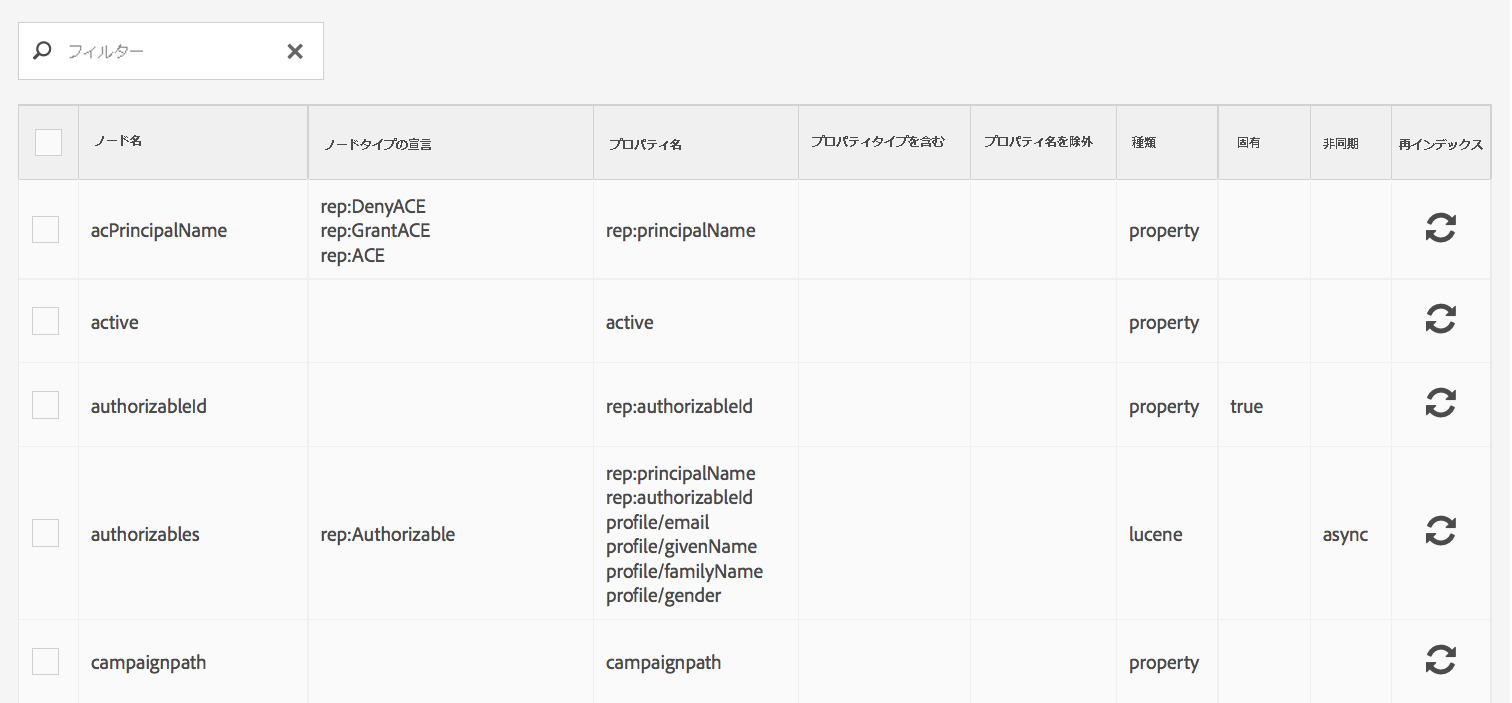 フィルター
ノード名 ノードタイプの宣言 プロパティ名 プロパティタイプを含む プロパティ名を除外 種類 固有 非同期 再インデックス
rep:DenyACE
acPrincipalName rep:GrantACE rep:principalName property
rep:ACE
active active property
authorizableId rep:authorizableId property true
rep:principalName
rep:authorizableId
profile/email
authorizables rep:Authorizable lucene async
profile/givenName
profile/familyName
profile/gender
campaignpath campaignpath property